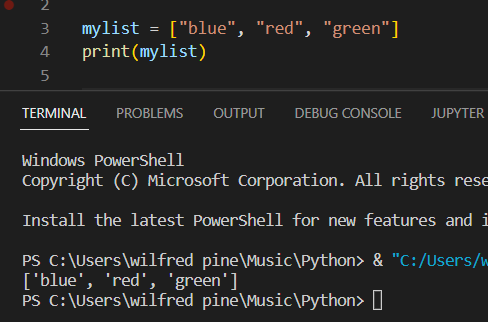 2
3 mylist = ["blue", "red", "green"]
4 print(mylist)
5
TERMINAL PROBLEMS OUTPUT DEBUG CONSOLE JUPYTER
Windows PowerShell
Copyright (C) Microsoft Corporation. All rights rese
Install the latest PowerShell for new features and i
PS C:\Users\wilfred pine\Music\Python> & "C:/Users/w
['blue', 'red', 'green']
PS C:\Users\wilfred pine\Music\Python>